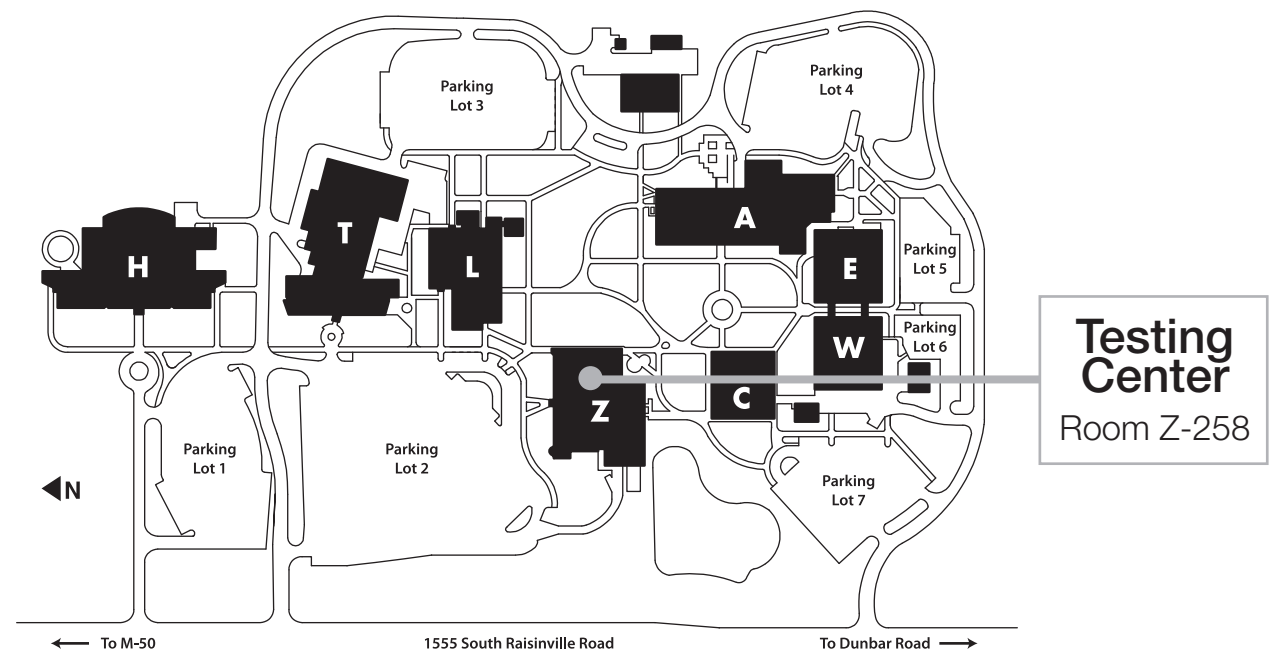 Parking
Lot 3
Parking
Lot 4
A
T
H
L
E
Parking
Lot 5
Parking
Lot 6
W
Testing
Center
Room Z-258
C
Z
Parking
Lot 1
Parking
Lot 2
Parking
Lot 7
N
To M-50
1555 South Raisinville Road
To Dunbar Road